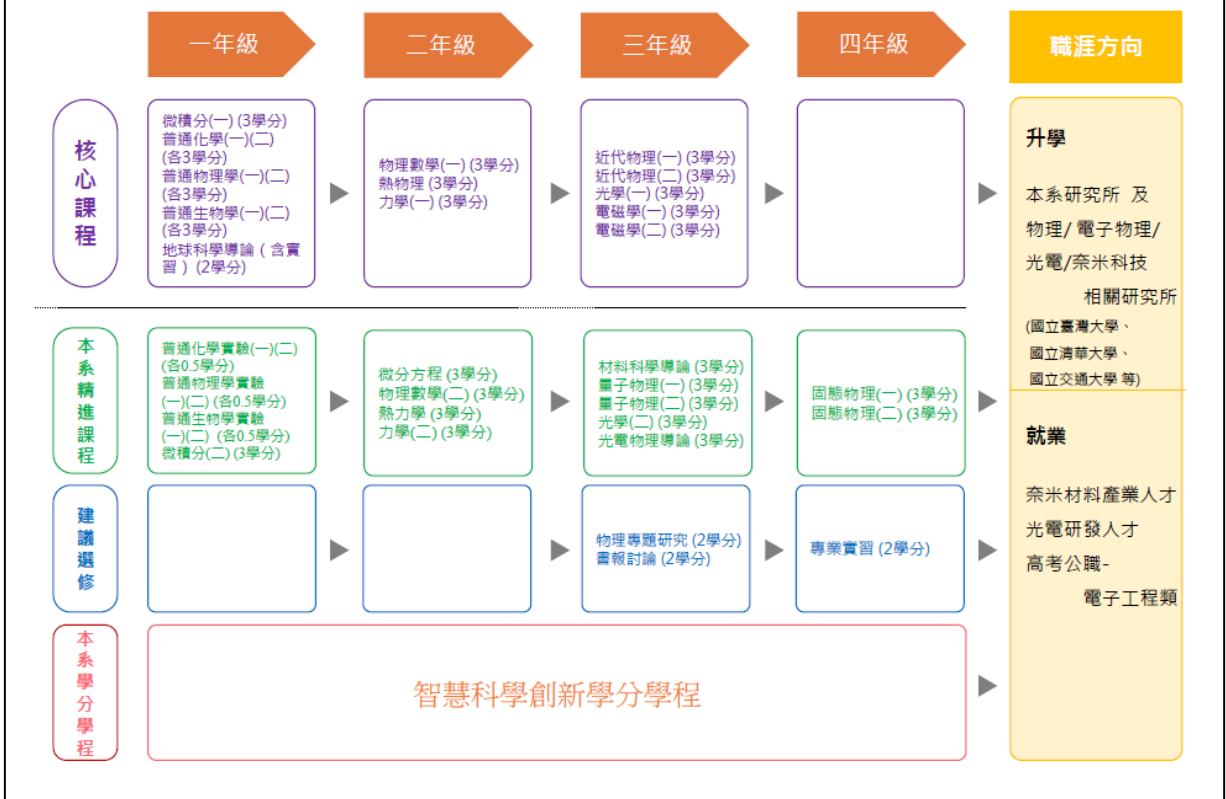 一年級
二年級
三年級
四年級
職涯方向
核心課程
微積分(一) (3學分)
普通化學(一)(二)
(各3學分)
普通物理學(一)(二)
(各3學分)
普通生物學(一)(二)
(各3學分)
地球科學導論（含實
習）(2學分)
物理數學(一) (3學分)
熱物理 (3學分)
力學(一) (3學分)
近代物理(一) (3學分)
近代物理(二) (3學分)
光學(一) (3學分)
電磁學(一) (3學分)
電磁學(二) (3學分)
本系精進課程
普通化學實驗(一)(二)
(各0.5學分)
普通物理學實驗
(一)(二) (各0.5學分)
普通生物學實驗
(一)(二) (各0.5學分)
微積分(二) (3學分)
微分方程 (3學分)
物理數學(二) (3學分)
熱力學 (3學分)
力學(二) (3學分)
材料科學導論 (3學分)
量子物理(一) (3學分)
量子物理(二) (3學分)
光學(二) (3學分)
光電物理導論 (3學分)
固態物理(一) (3學分)
固態物理(二) (3學分)
建議選修
物理專題研究 (2學分)
書報討論 (2學分)
專業實習 (2學分)
本系學分學程
智慧科學創新學分學程
升學
本系研究所 及
物理/ 電子物理/
光電/奈米科技
相關研究所
(國立臺灣大學、
國立清華大學、
國立交通大學 等)
就業
奈米材料產業人才
光電研發人才
高考公職-
電子工程類